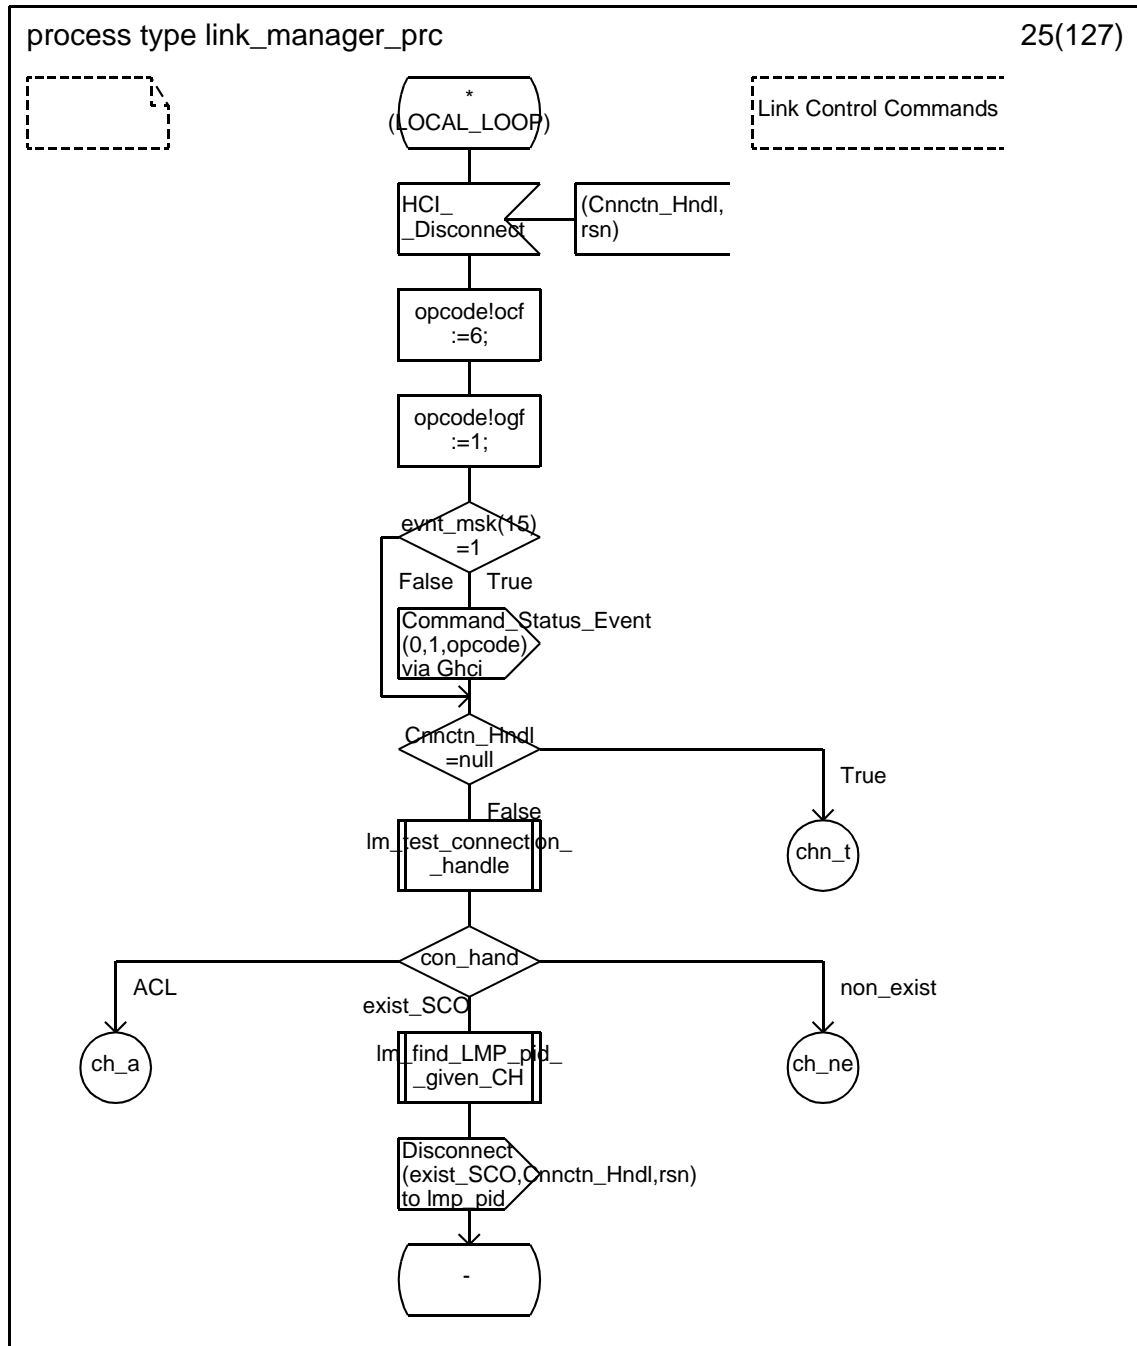 process type link_manager_prc
25(127)
*
(LOCAL_LOOP)
Link Control Commands
HCI_
_Disconnect
(Cnnctn_Hndl,
rsn)
opcode!ocf
:=6;
opcode!ogf
:=1;
evnt_msk(15)
=1
False
True
Command_Status_Event
(0,1,opcode)
via Ghci
Cnnctn_Hndl
=null
True
False
lm_test_connection_
_handle
chn_t
con_hand
ACL
non_exist
exist_SCO
lm_find_LMP_pid_
_given_CH
ch_a
ch_ne
Disconnect
(exist_SCO,Cnnctn_Hndl,rsn)
to lmp_pid
-